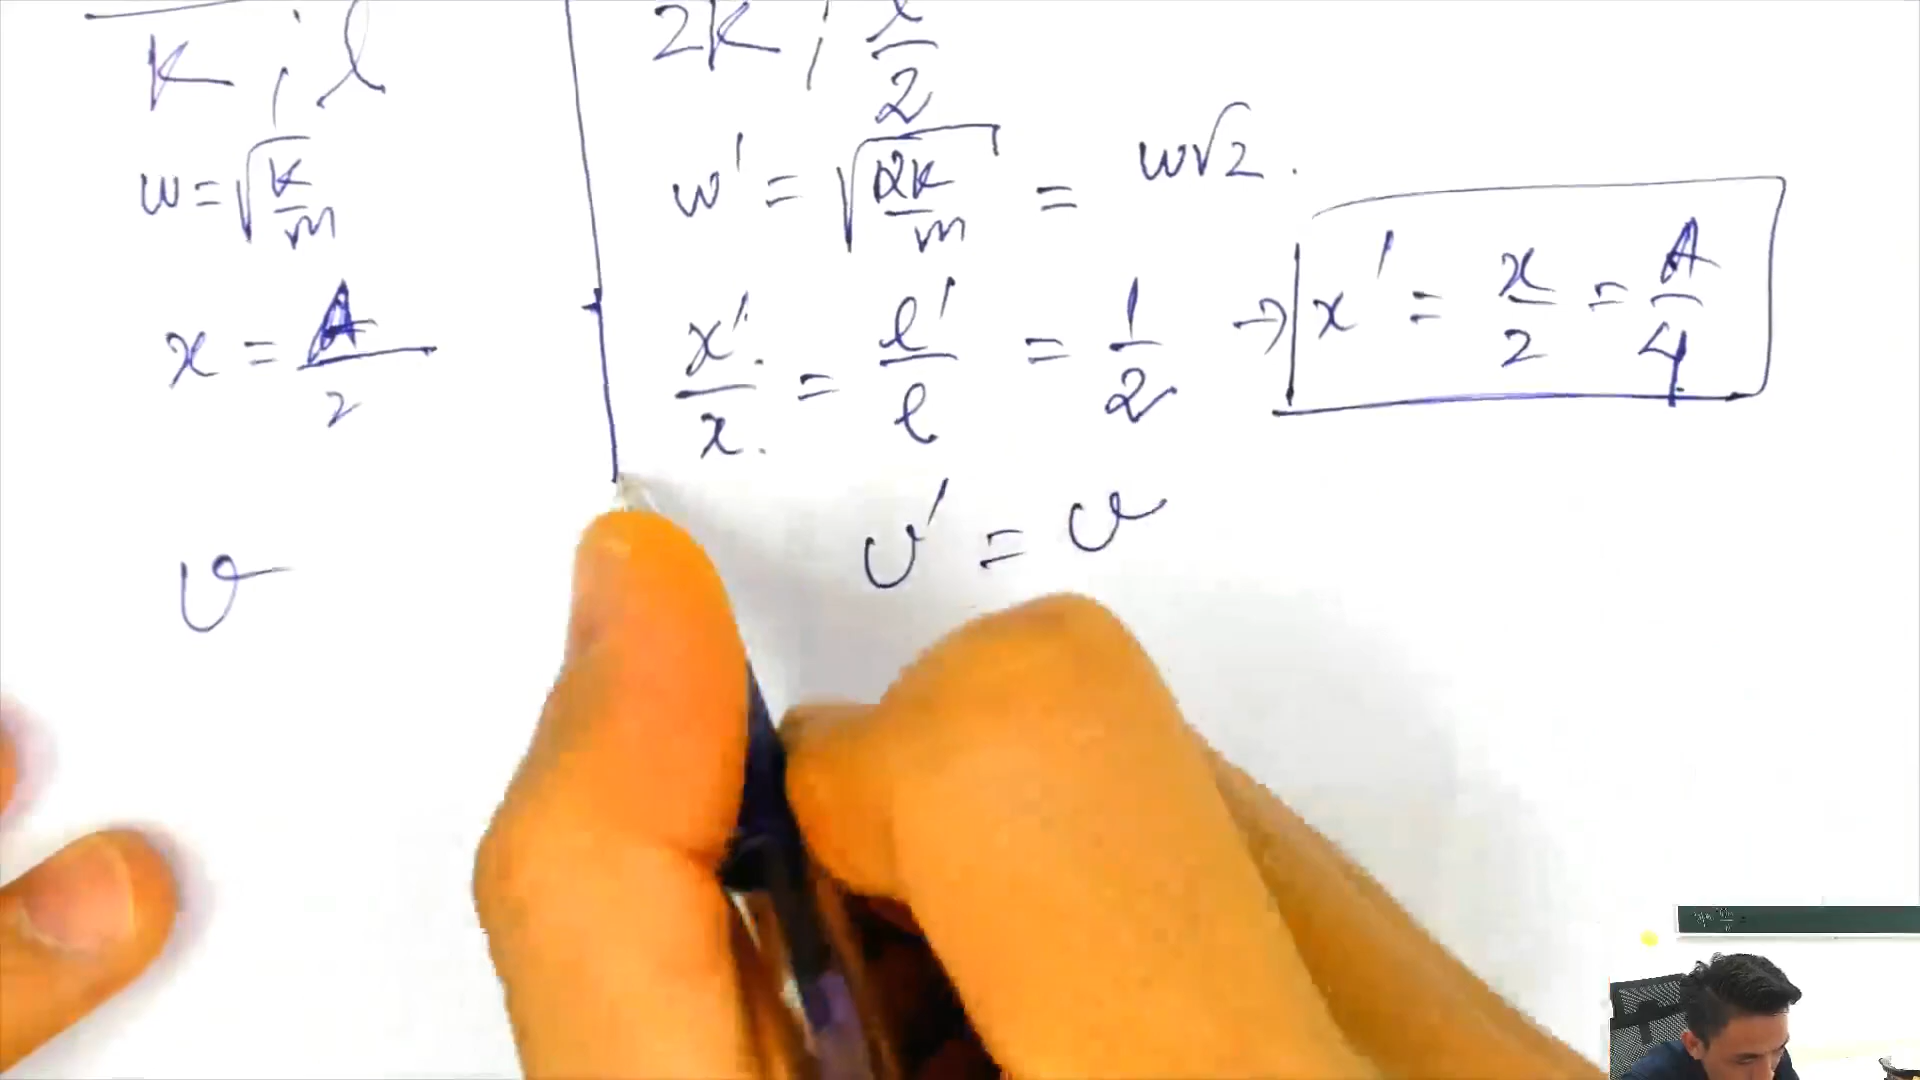 k ; l
2k ; l/2
w = √k/m
w' = √2k/m = w√2.
x = A/2
x'/x = l'/l = 1/2 → x' = x/2 = A/4
v
v' = v